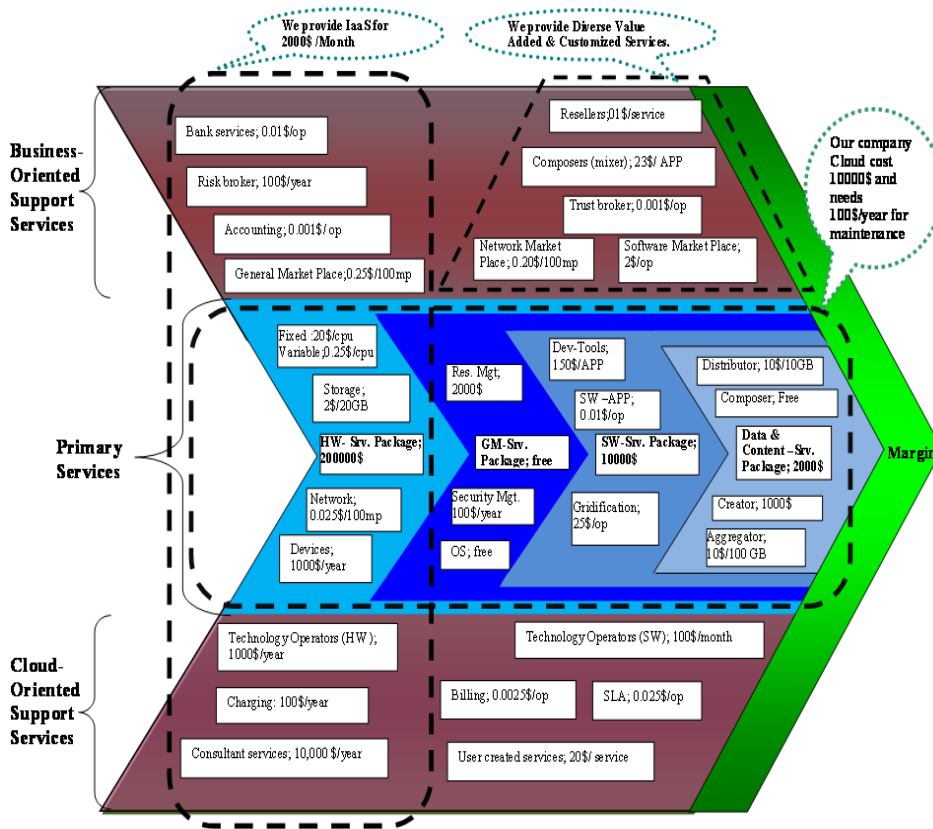 We provide IaaS for
2000$ /Month
We provide Diverse Value
Added & Customized Services.
Business-
Oriented
Support
Services
Bank services; 0.01$/op
Risk broker; 100$/year
Accounting; 0.001$/ op
General Market Place;0.25$/100mp
Resellers;01$/service
Composers (mixer); 23$/ APP
Trust broker; 0.001$/op
Network Market
Place; 0.20$/100mp
Software Market Place;
2$/op
Our company
Cloud cost
10000$ and
needs
100$/year for
maintenance
Primary
Services
Fixed :20$/cpu
Variable;0.25$/cpu
Storage;
2$/20GB
HW- Srv. Package;
200000$
Network;
0.025$/100mp
Devices;
1000$/year
Res. Mgt;
2000$
GM-Srv.
Package; free
Security Mgt.
100$/year
OS; free
Dev-Tools;
150$/APP
SW –APP;
0.01$/op
SW-Srv. Package;
10000$
Gridification;
25$/op
Distributor; 10$/10GB
Composer; Free
Data &
Content –Srv.
Package; 2000$
Creator; 1000$
Aggregator;
10$/100 GB
Margin
Cloud-
Oriented
Support
Services
Technology Operators (HW );
1000$/year
Charging: 100$/year
Consultant services; 10,000 $/year
Technology Operators (SW); 100$/month
Billing; 0.0025$/op
SLA; 0.025$/op
User created services; 20$/ service